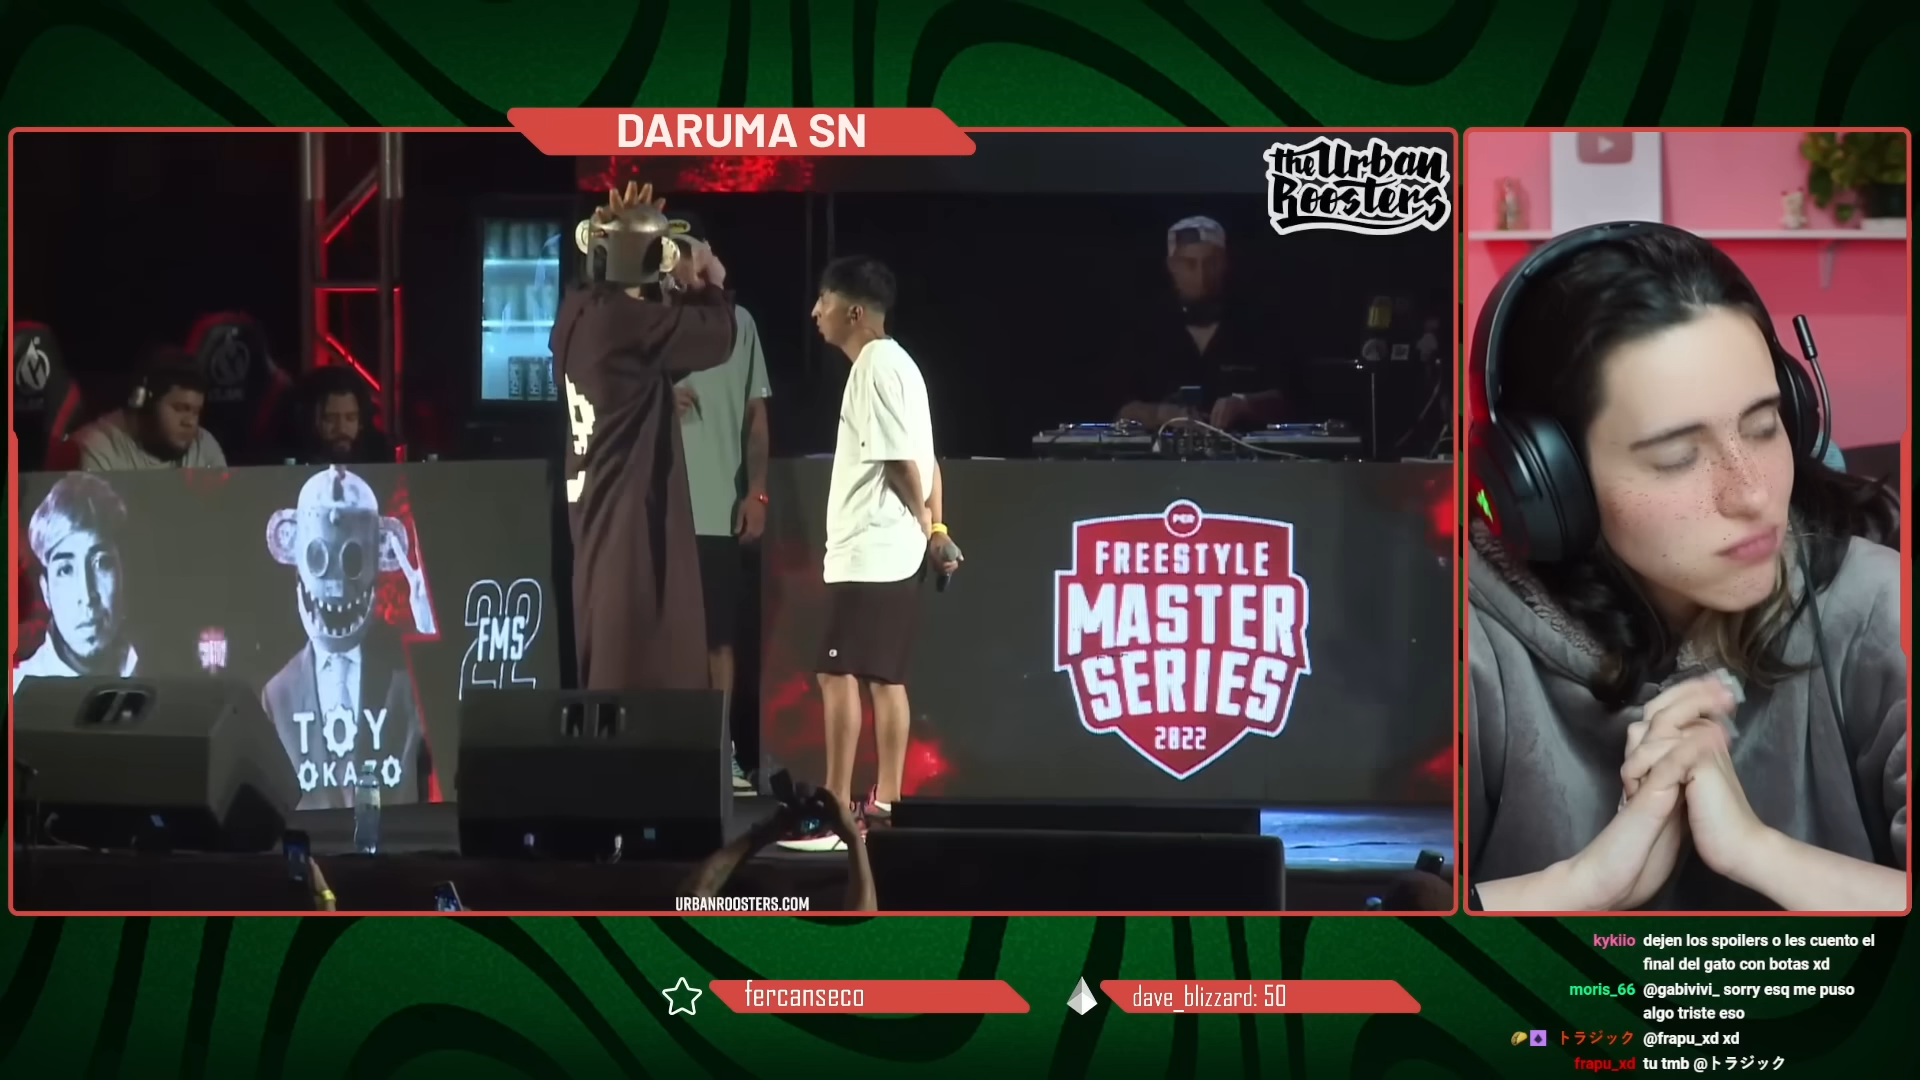 DARUMA SN
the Urban
Roosters
PER
FREESTYLE
MASTER
SERIES
2022
22
FMS
TOY
OKAZO
URBANROOSTERS.COM
fercanseco
dave_blizzard: 50
kykiio dejen los spoilers o les cuento el
final del gato con botas xd
moris_66 @gabivivi_ sorry esq me puso
algo triste eso
トラジック @frapu_xd xd
frapu_xd tu tmb @トラジック